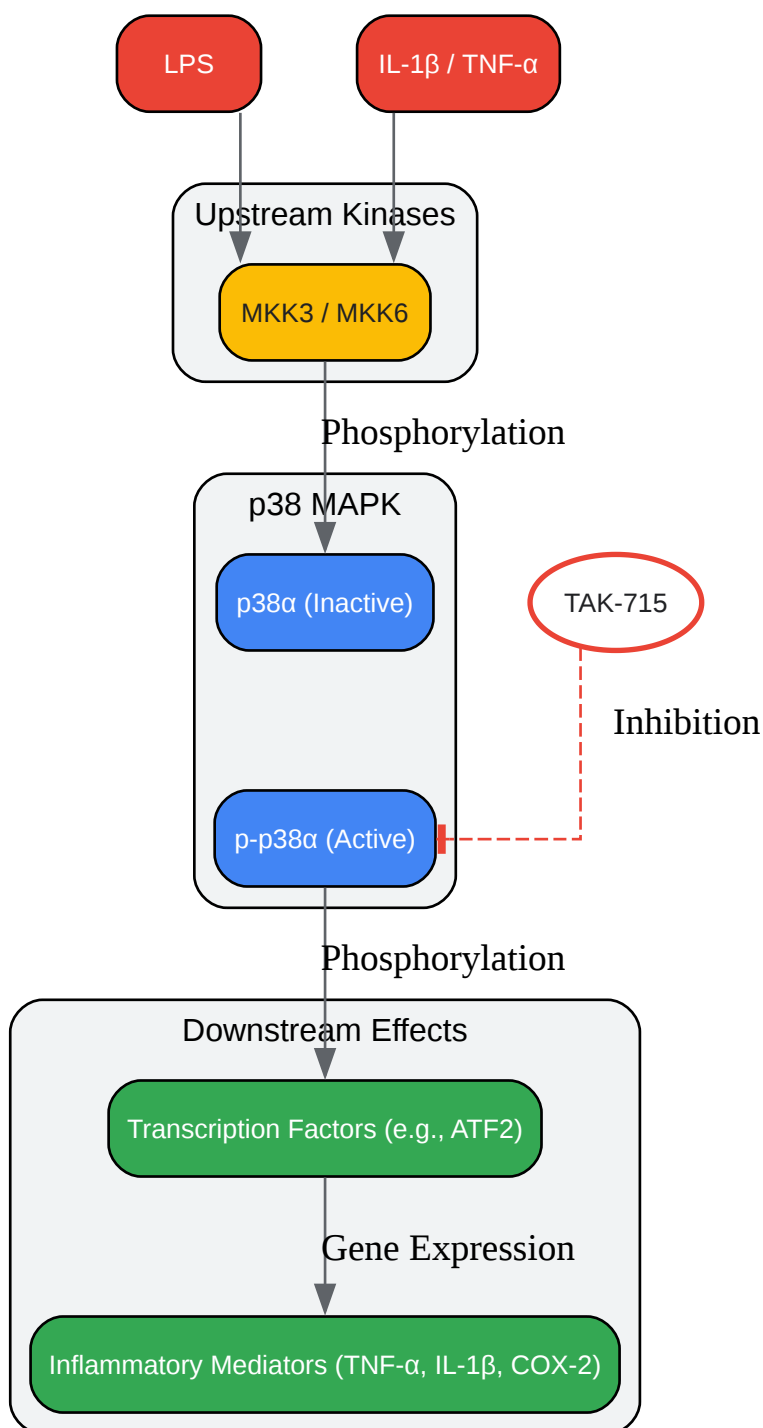 LPS
IL-1β / TNF-α
Upstream Kinases
MKK3 / MKK6
Phosphorylation
p38 MAPK
p38α (Inactive)
TAK-715
Inhibition
p-p38α (Active)
Phosphorylation
Downstream Effects
Transcription Factors (e.g., ATF2)
Gene Expression
Inflammatory Mediators (TNF-α, IL-1β, COX-2)